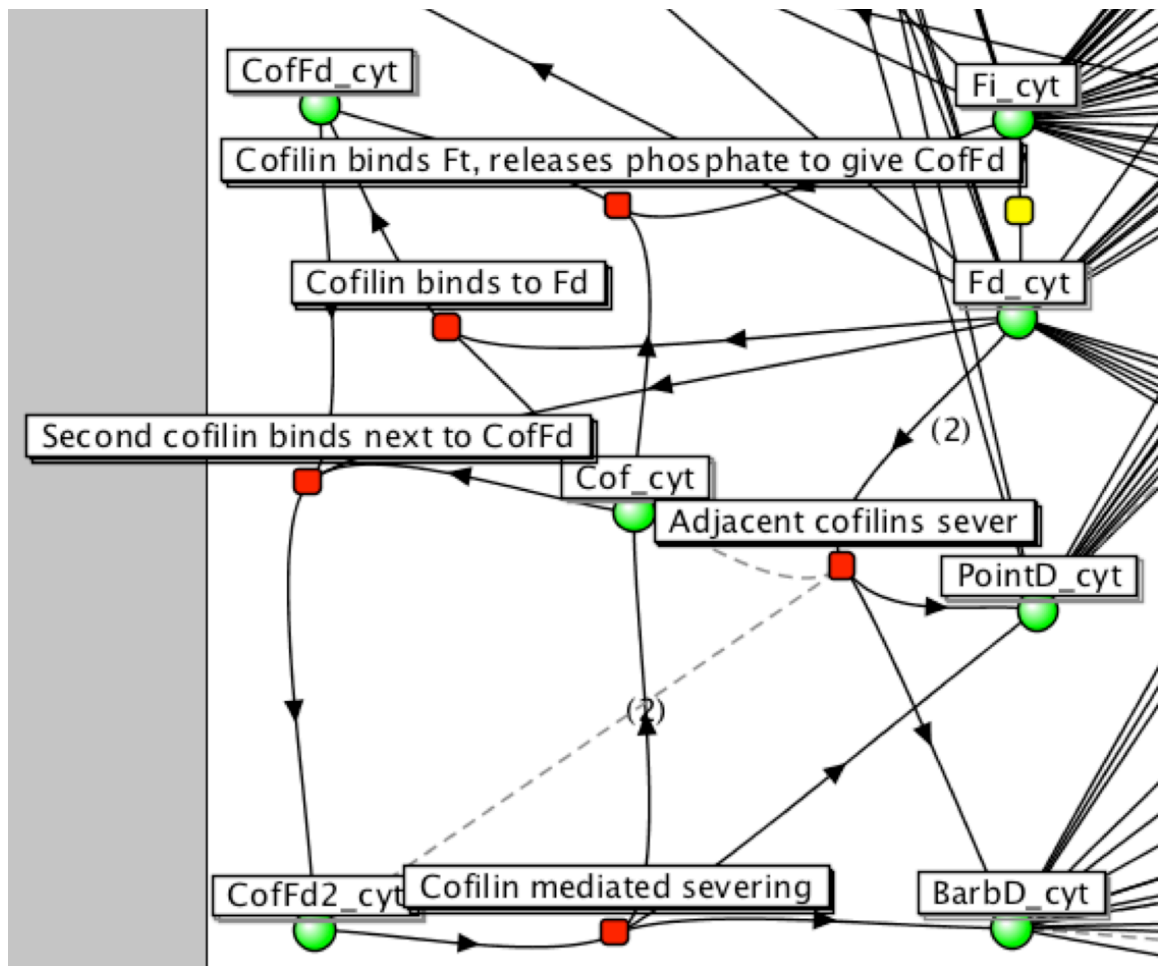 CofFd_cyt
Fi_cyt
Cofilin binds Ft, releases phosphate to give CofFd
Cofilin binds to Fd
Fd_cyt
Second cofilin binds next to CofFd
(2)
Cof_cyt
Adjacent cofilins sever
PointD_cyt
(2)
CofFd2_cyt
Cofilin mediated severing
BarbD_cyt